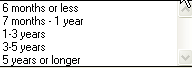 6 months or less
7 months - 1 year
1-3 years
3-5 years
5 years or longer